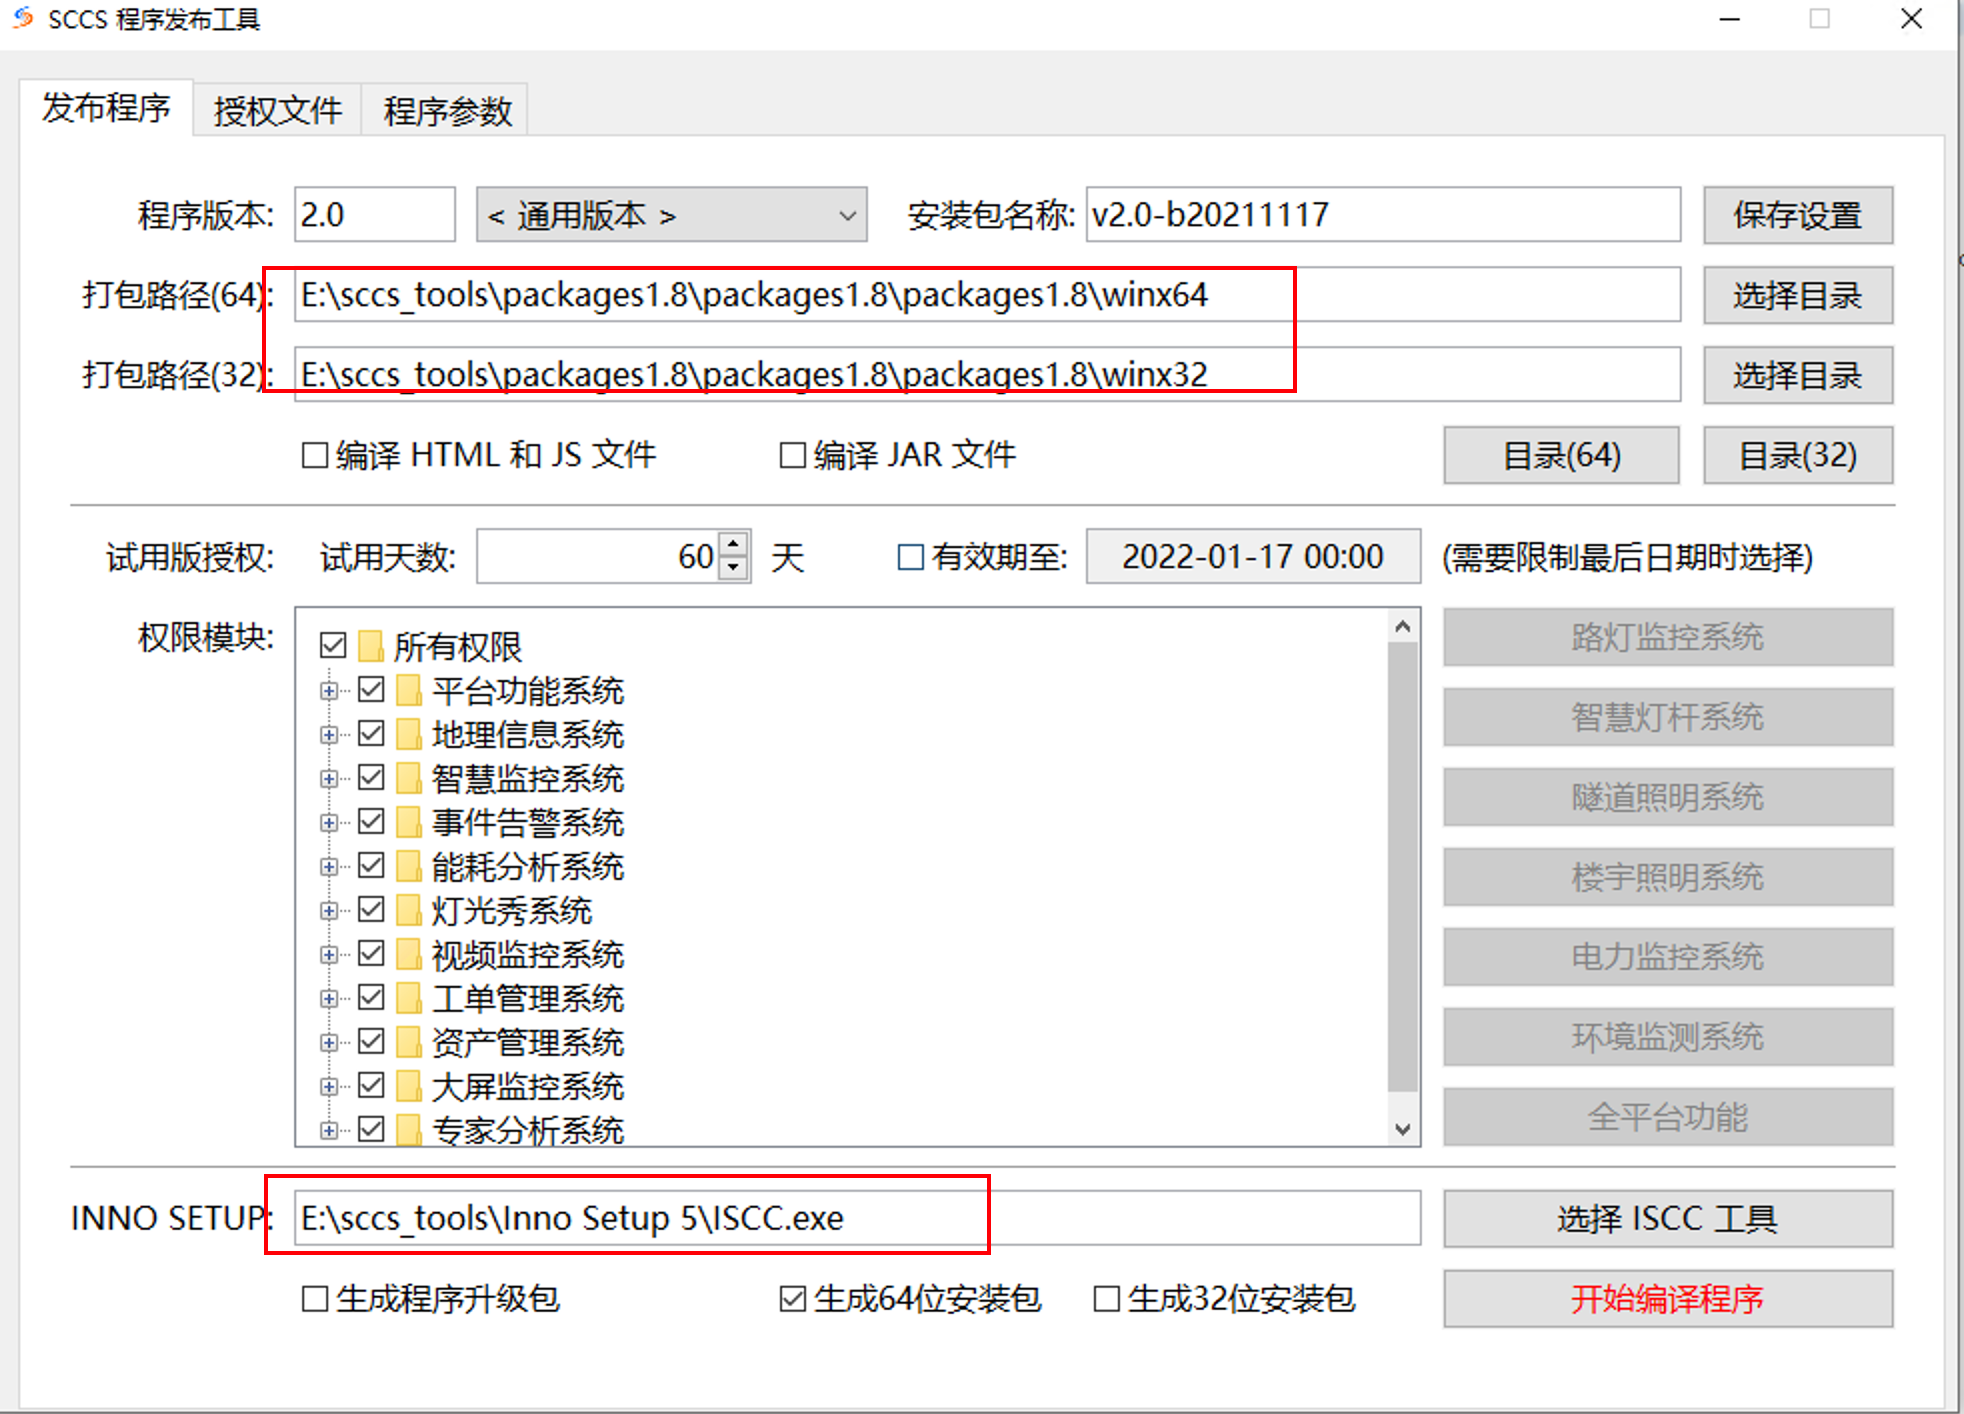 SCCS 程序发布工具
发布程序 授权文件 程序参数
程序版本: 2.0 < 通用版本 > 安装包名称: v2.0-b20211117 保存设置
打包路径(64): E:\sccs_tools\packages1.8\packages1.8\packages1.8\winx64 选择目录
打包路径(32): E:\sccs_tools\packages1.8\packages1.8\packages1.8\winx32 选择目录
编译 HTML 和 JS 文件 编译 JAR 文件 目录(64) 目录(32)
试用版授权: 试用天数: 60 天 有效期至: 2022-01-17 00:00 (需要限制最后日期时选择)
权限模块:
所有权限
平台功能系统
地理信息系统
智慧监控系统
事件告警系统
能耗分析系统
灯光秀系统
视频监控系统
工单管理系统
资产管理系统
大屏监控系统
专家分析系统
路灯监控系统
智慧灯杆系统
隧道照明系统
楼宇照明系统
电力监控系统
环境监测系统
全平台功能
INNO SETUP: E:\sccs_tools\Inno Setup 5\ISCC.exe 选择 ISCC 工具
生成程序升级包 生成64位安装包 生成32位安装包 开始编译程序